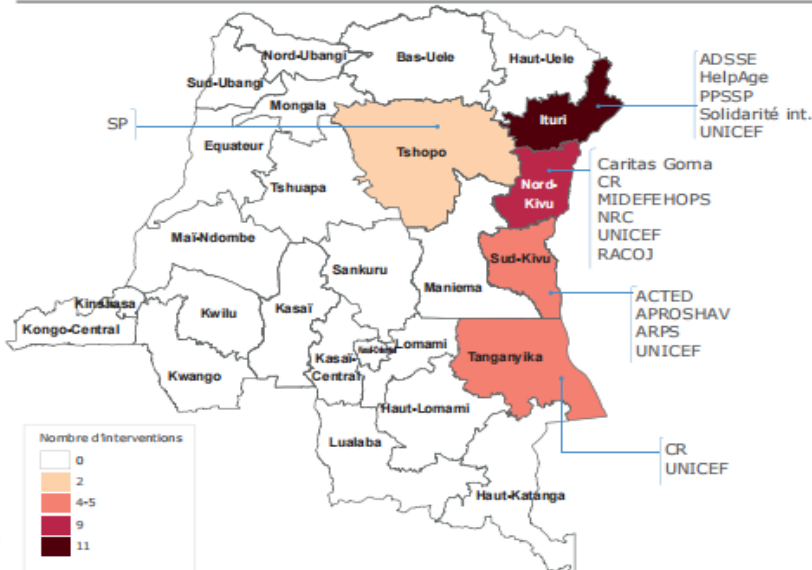 Nord-Ubangi
Bas-Uele
Haut-Uele
Sud-Ubangi
Mongala
SP
Equateur
Tshopo
Ituri
ADSSE
HelpAge
PPSSP
Solidarité int.
UNICEF
Tshuapa
Nord-
Kivu
Caritas Goma
CR
MIDEFEHOPS
NRC
UNICEF
RACOJ
Maï-Ndombe
Sankuru
Maniema
Sud-Kivu
Kinshasa
Kongo-Central
Kwilu
Kasaï
ACTED
APROSHAV
ARPS
UNICEF
Kwango
Kasaï-
Central
Lomami
Tanganyika
Haut-Lomami
Lualaba
Haut-Katanga
CR
UNICEF
Nombre d'interventions
0
2
4-5
9
11